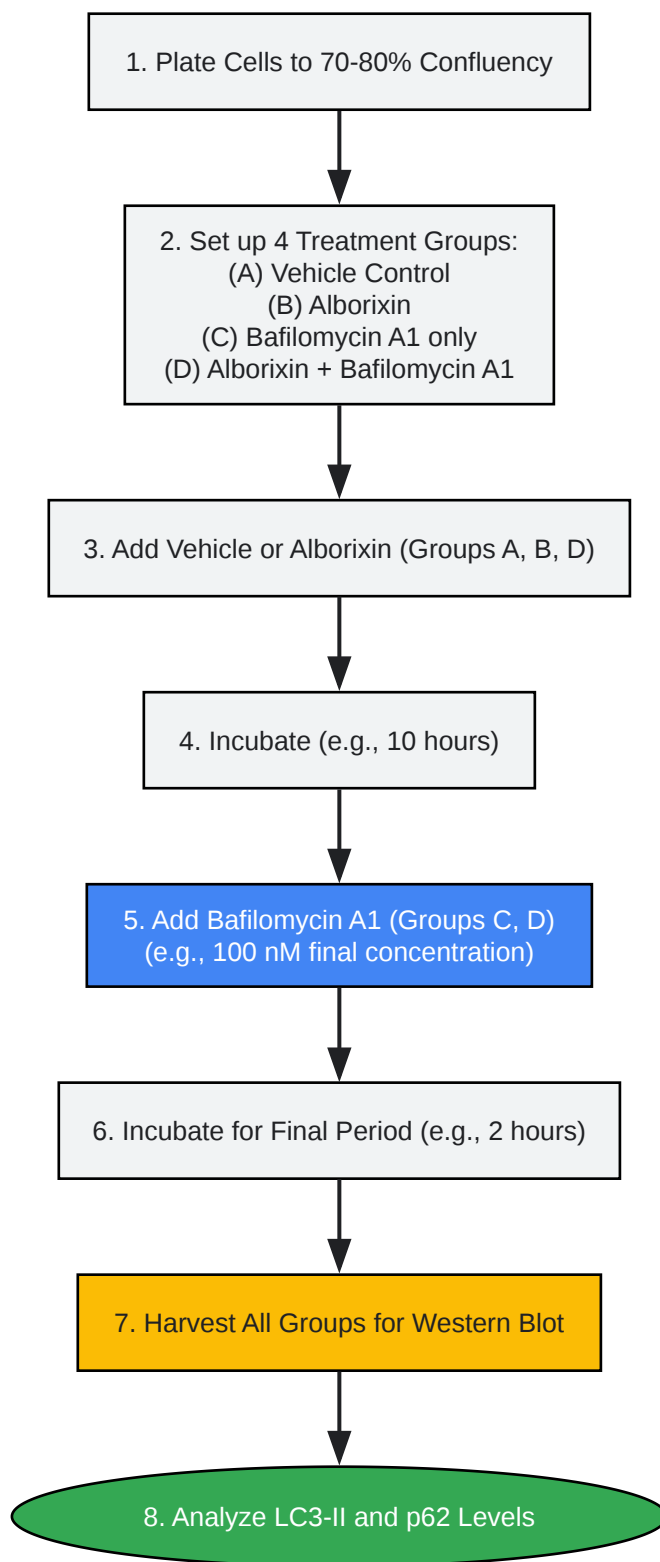 1. Plate Cells to 70-80% Confluency
2. Set up 4 Treatment Groups:
(A) Vehicle Control
(B) Alborixin
(C) Bafilomycin A1 only
(D) Alborixin + Bafilomycin A1
3. Add Vehicle or Alborixin (Groups A, B, D)
4. Incubate (e.g., 10 hours)
5. Add Bafilomycin A1 (Groups C, D)
(e.g., 100 nM final concentration)
6. Incubate for Final Period (e.g., 2 hours)
7. Harvest All Groups for Western Blot
8. Analyze LC3-II and p62 Levels